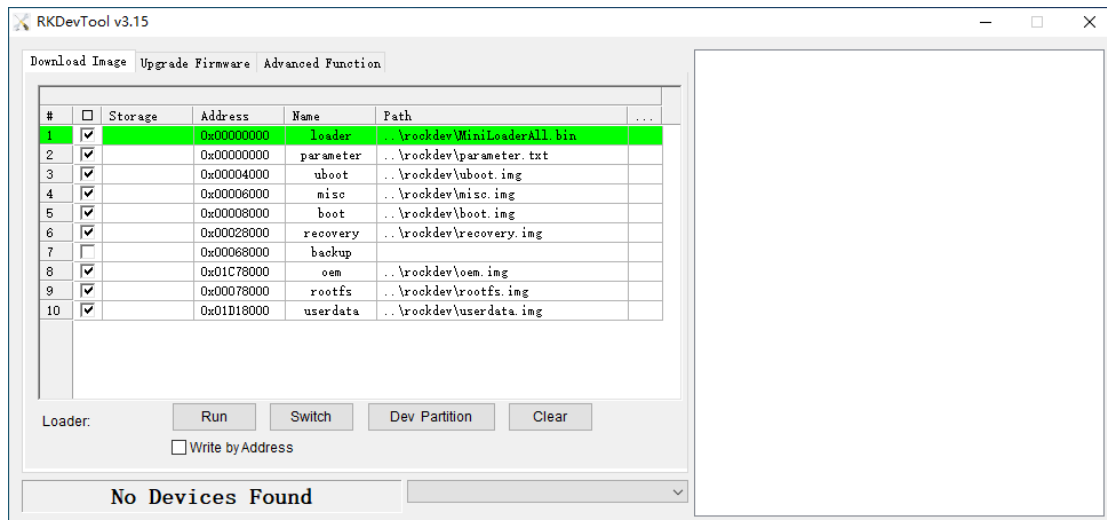 RKDevTool v3.15
Download Image Upgrade Firmware Advanced Function
# Storage Address Name Path ...
1 0x00000000 loader ..\rockdev\MiniLoaderAll.bin
2 0x00000000 parameter ..\rockdev\parameter.txt
3 0x00004000 uboot ..\rockdev\uboot.img
4 0x00006000 misc ..\rockdev\misc.img
5 0x00008000 boot ..\rockdev\boot.img
6 0x00028000 recovery ..\rockdev\recovery.img
7 0x00068000 backup
8 0x01C78000 oem ..\rockdev\oem.img
9 0x00078000 rootfs ..\rockdev\rootfs.img
10 0x01D18000 userdata ..\rockdev\userdata.img
Loader: Run Switch Dev Partition Clear
Write by Address
No Devices Found